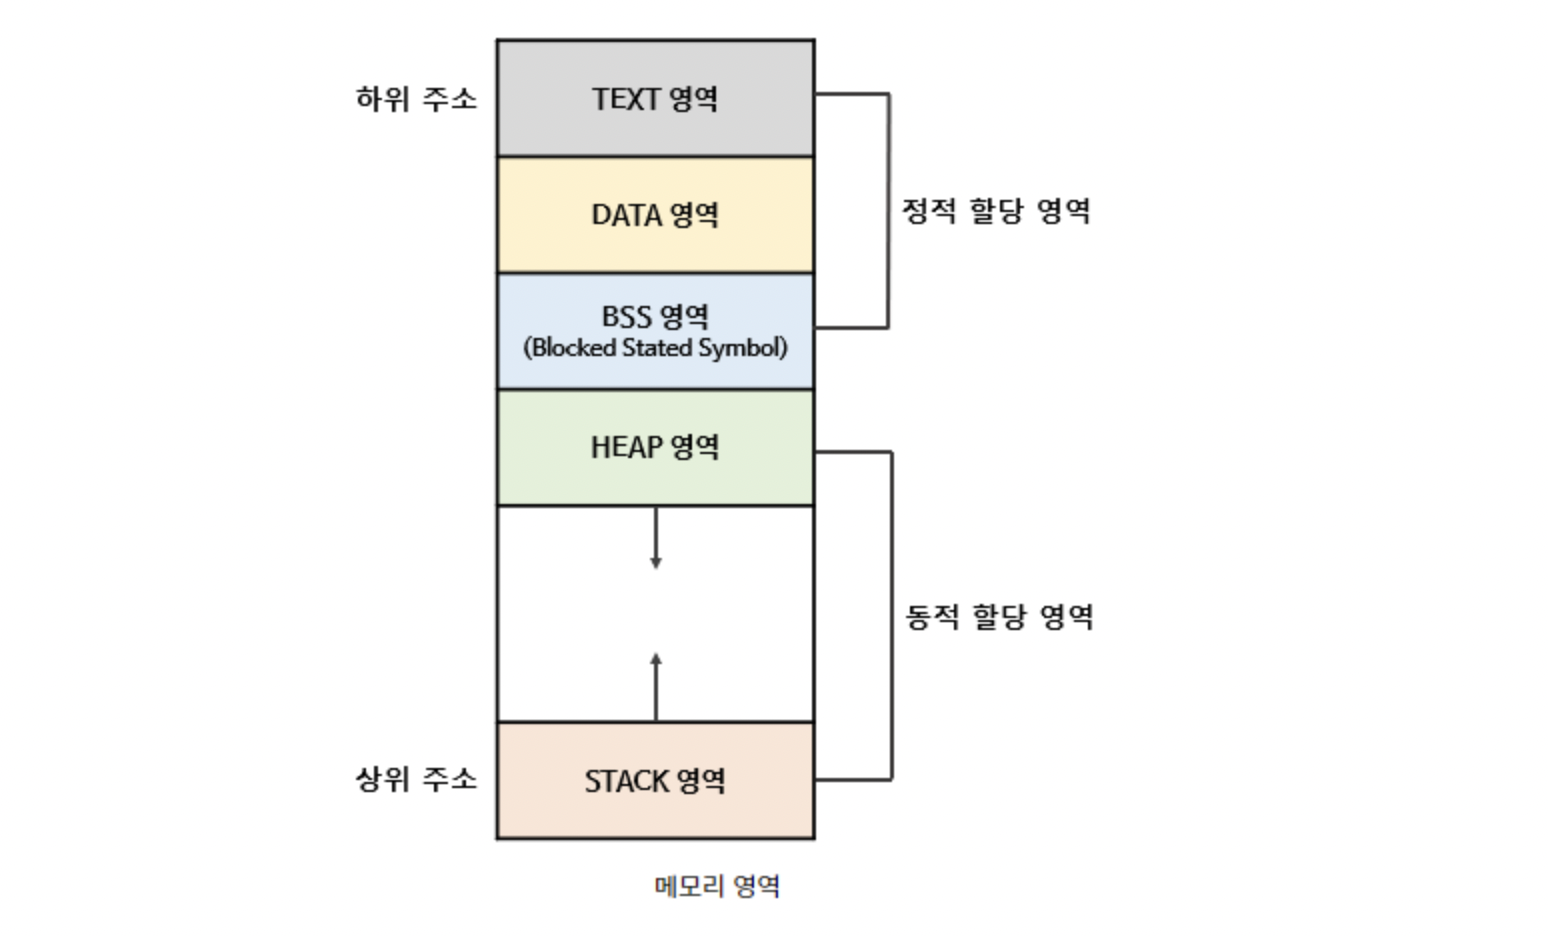 하위 주소
TEXT 영역
DATA 영역
정적 할당 영역
BSS 영역
(Blocked Stated Symbol)
HEAP 영역
동적 할당 영역
상위 주소
STACK 영역
메모리 영역